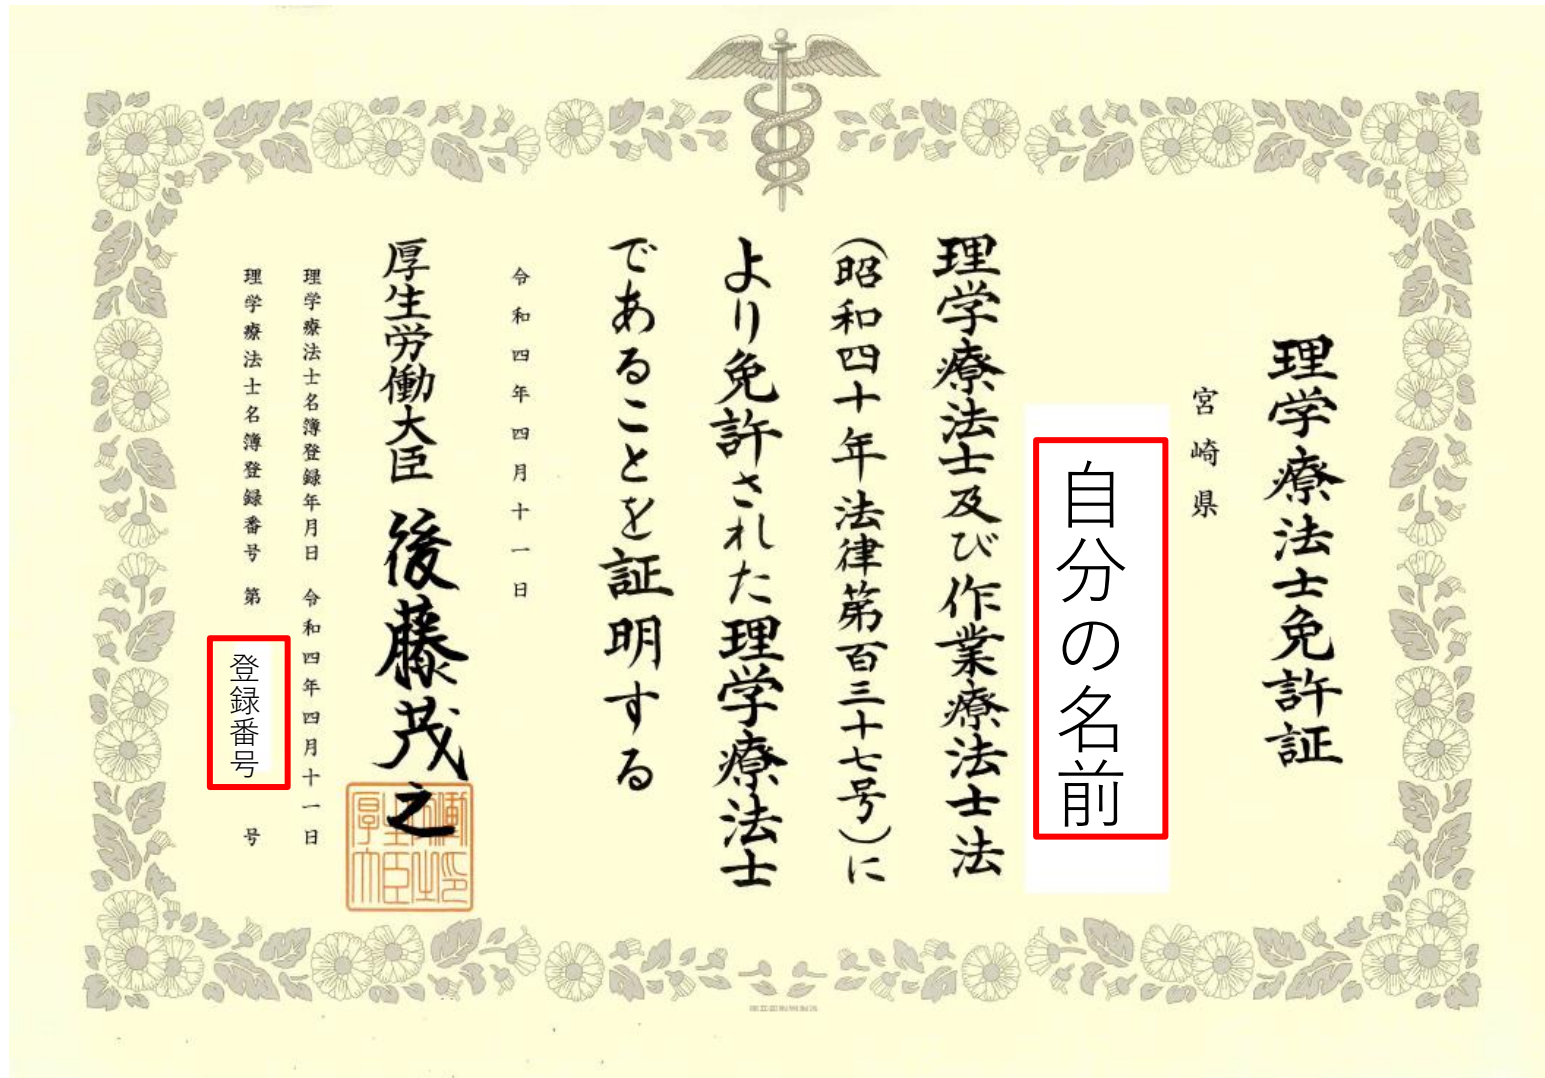 理学療法士免許証
宮崎県
自分の名前
理学療法士及び作業療法士法
(昭和四十年法律第百三十七号)に
より免許された理学療法士
であることを証明する
令和四年四月十一日
厚生労働大臣 後藤茂之
理学療法士名簿登録年月日 令和四年四月十一日
理学療法士名簿登録番号 第 登録番号 号